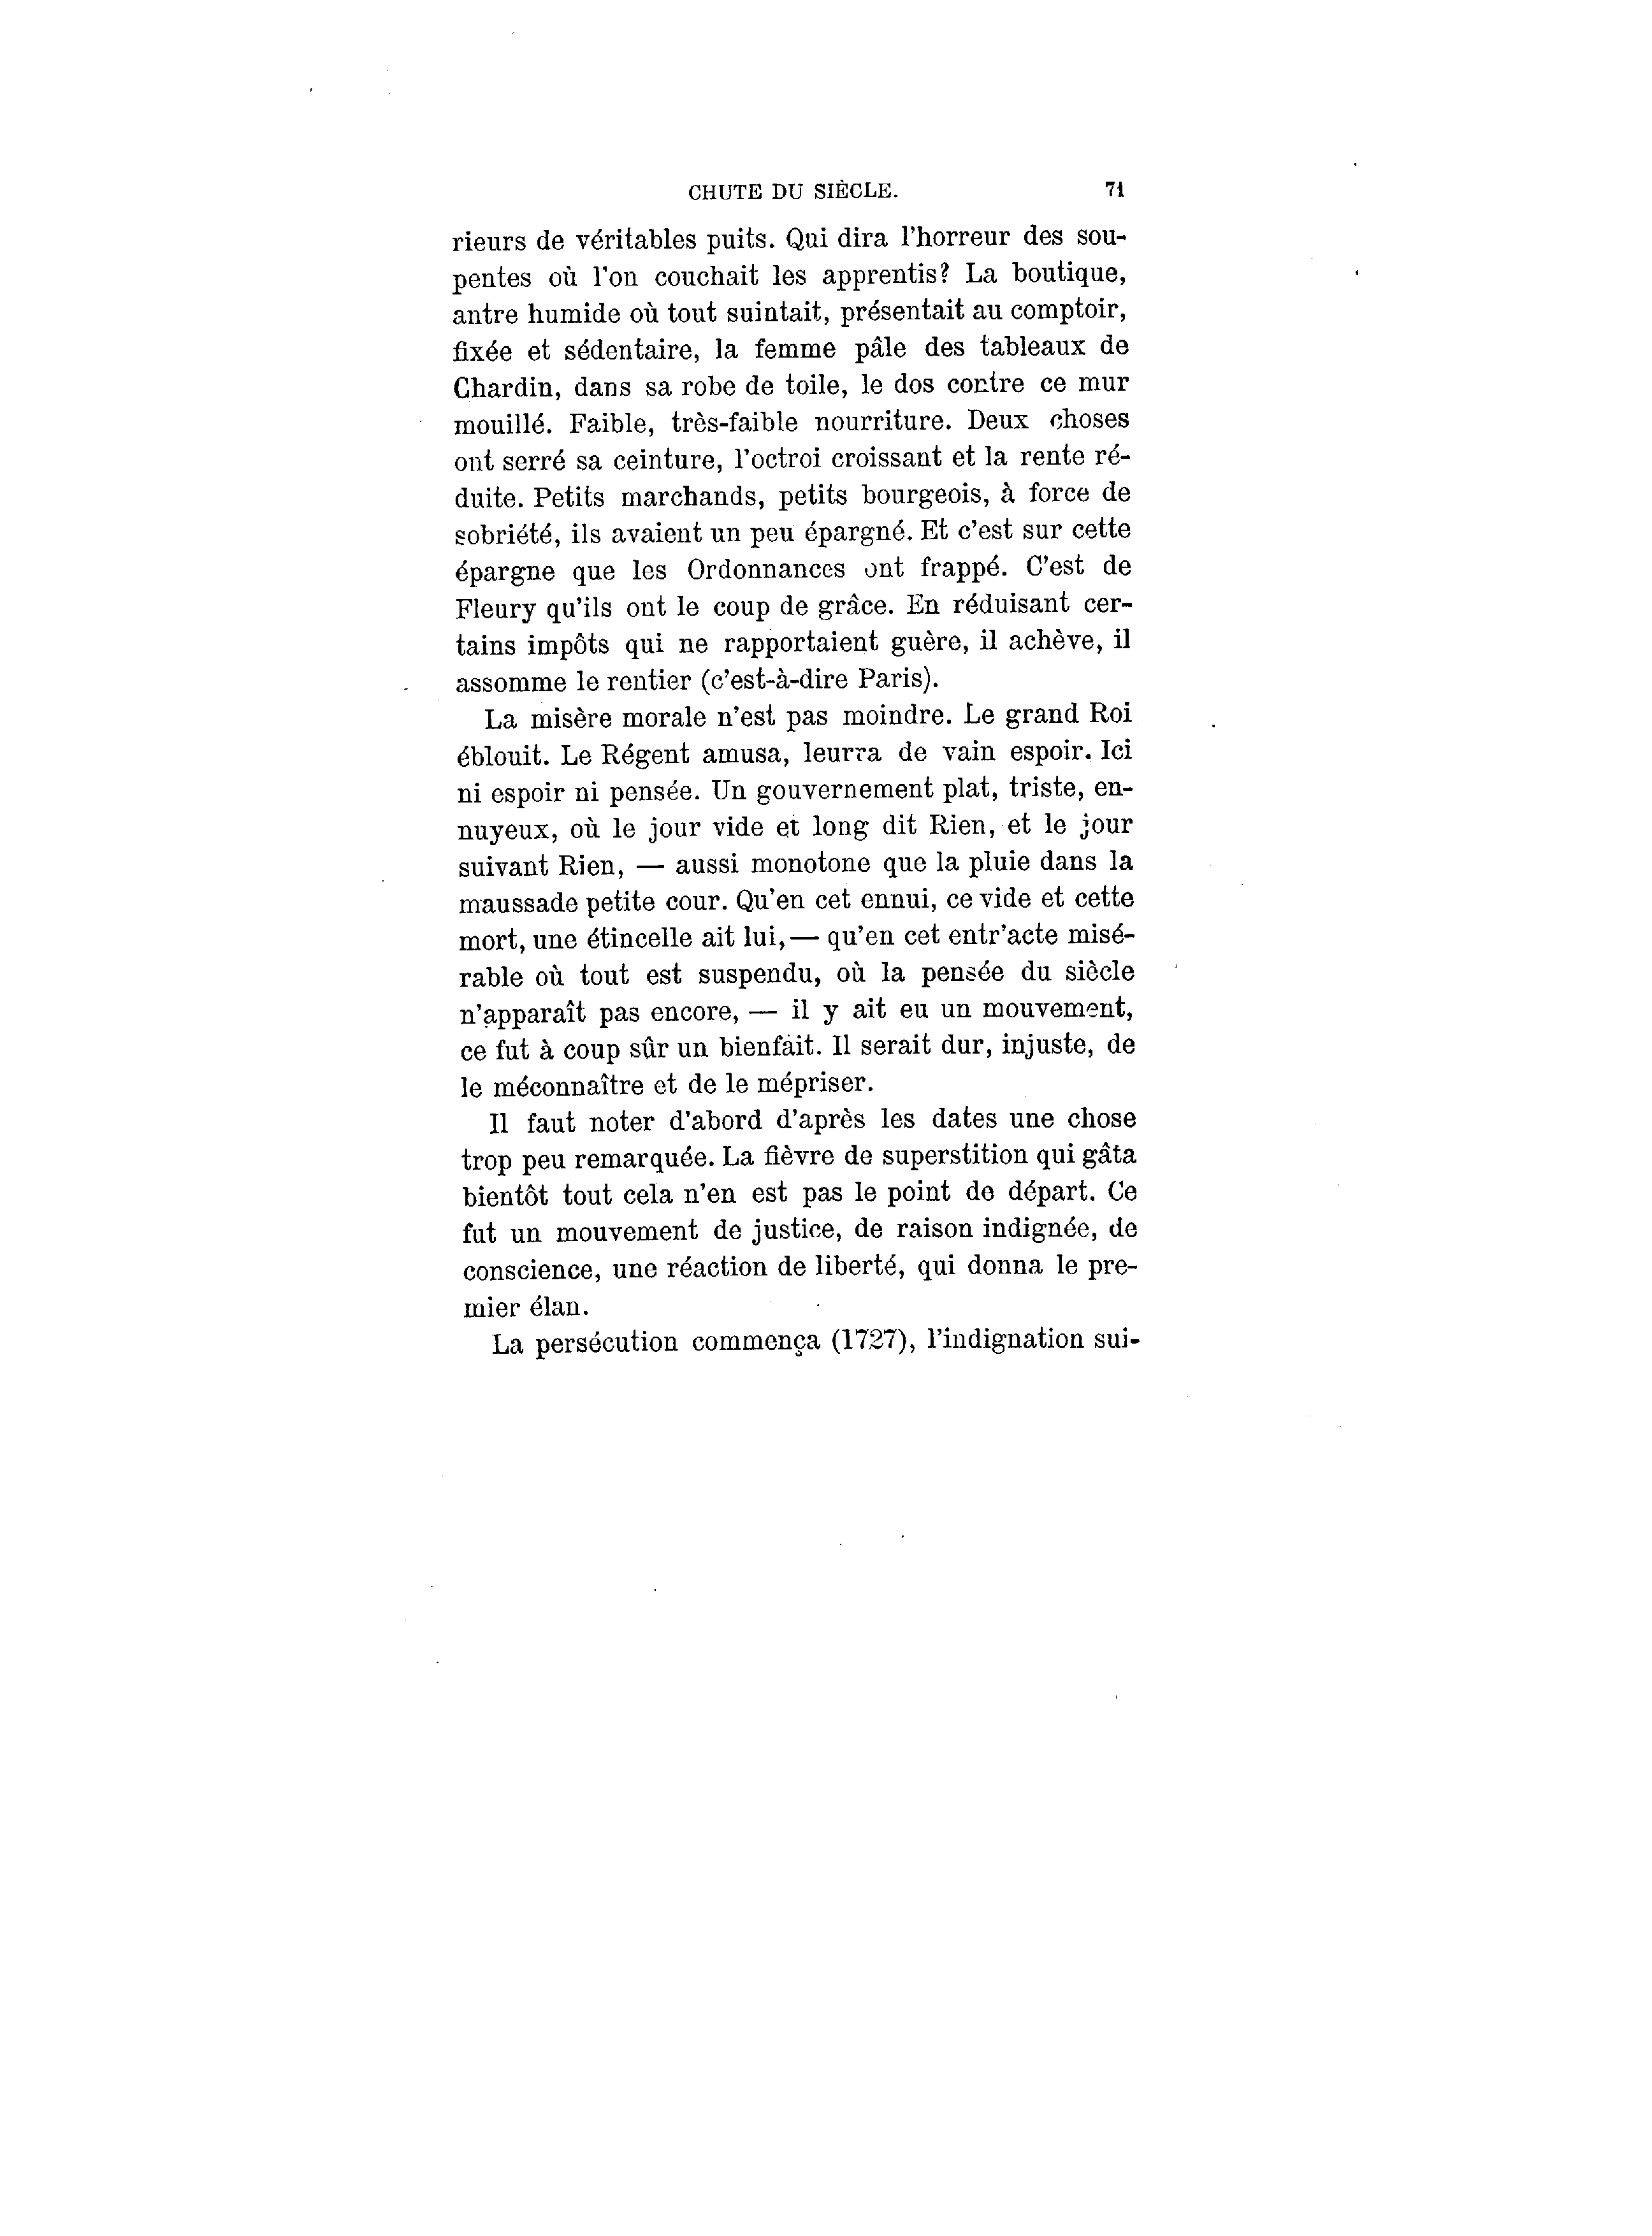 CHUTE DU SIÈCLE. 71
rieurs de véritables puits. Qui dira l'horreur des sou-
pentes où l'on couchait les apprentis? La boutique,
antre humide où tout suintait, présentait au comptoir,
fixée et sédentaire, la femme pâle des tableaux de
Chardin, dans sa robe de toile, le dos contre ce mur
mouillé. Faible, très-faible nourriture. Deux choses
ont serré sa ceinture, l'octroi croissant et la rente ré-
duite. Petits marchands, petits bourgeois, à force de
sobriété, ils avaient un peu épargné. Et c'est sur cette
épargne que les Ordonnances ont frappé. C'est de
Fleury qu'ils ont le coup de grâce. En réduisant cer-
tains impôts qui ne rapportaient guère, il achève, il
assomme le rentier (c'est-à-dire Paris).
La misère morale n'est pas moindre. Le grand Roi
éblouit. Le Régent amusa, leurra de vain espoir. Ici
ni espoir ni pensée. Un gouvernement plat, triste, en-
nuyeux, où le jour vide et long dit Rien, et le jour
suivant Rien, — aussi monotone que la pluie dans la
maussade petite cour. Qu'en cet ennui, ce vide et cette
mort, une étincelle ait lui, — qu'en cet entr'acte misé-
rable où tout est suspendu, où la pensée du siècle
n'apparaît pas encore, — il y ait eu un mouvement,
ce fut à coup sûr un bienfait. Il serait dur, injuste, de
le méconnaître et de le mépriser.
Il faut noter d'abord d'après les dates une chose
trop peu remarquée. La fièvre de superstition qui gâta
bientôt tout cela n'en est pas le point de départ. Ce
fut un mouvement de justice, de raison indignée, de
conscience, une réaction de liberté, qui donna le pre-
mier élan.
La persécution commença (1727), l'indignation sui-